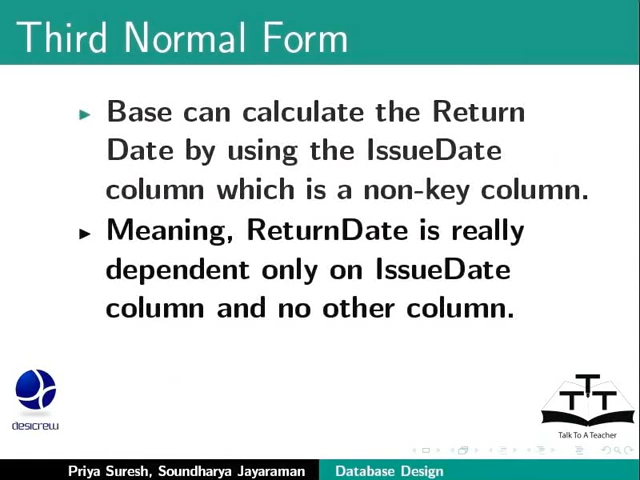 Third Normal Form
Base can calculate the Return
Date by using the IssueDate
column which is a non-key column.
Meaning, ReturnDate is really
dependent only on IssueDate
column and no other column.
desicrew
T T T
Talk To A Teacher
Priya Suresh, Soundharya Jayaraman Database Design